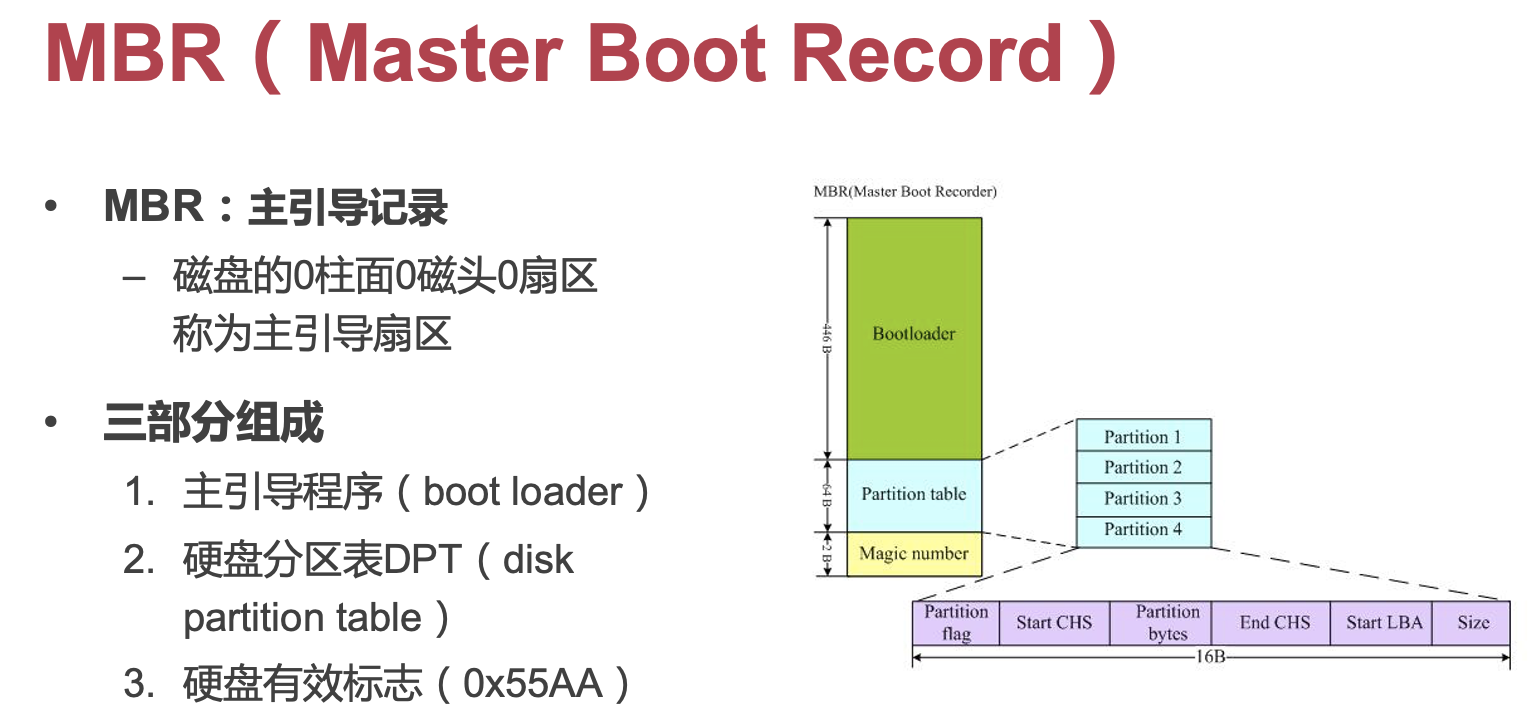 MBR（Master Boot Record）
• MBR：主引导记录
– 磁盘的0柱面0磁头0扇区
称为主引导扇区
• 三部分组成
1. 主引导程序（boot loader）
2. 硬盘分区表DPT（disk
partition table）
3. 硬盘有效标志（0x55AA）
MBR(Master Boot Recorder)
446 B
Bootloader
64 B
Partition table
2 B
Magic number
Partition 1
Partition 2
Partition 3
Partition 4
Partition
flag
Start CHS
Partition
bytes
End CHS
Start LBA
Size
16B